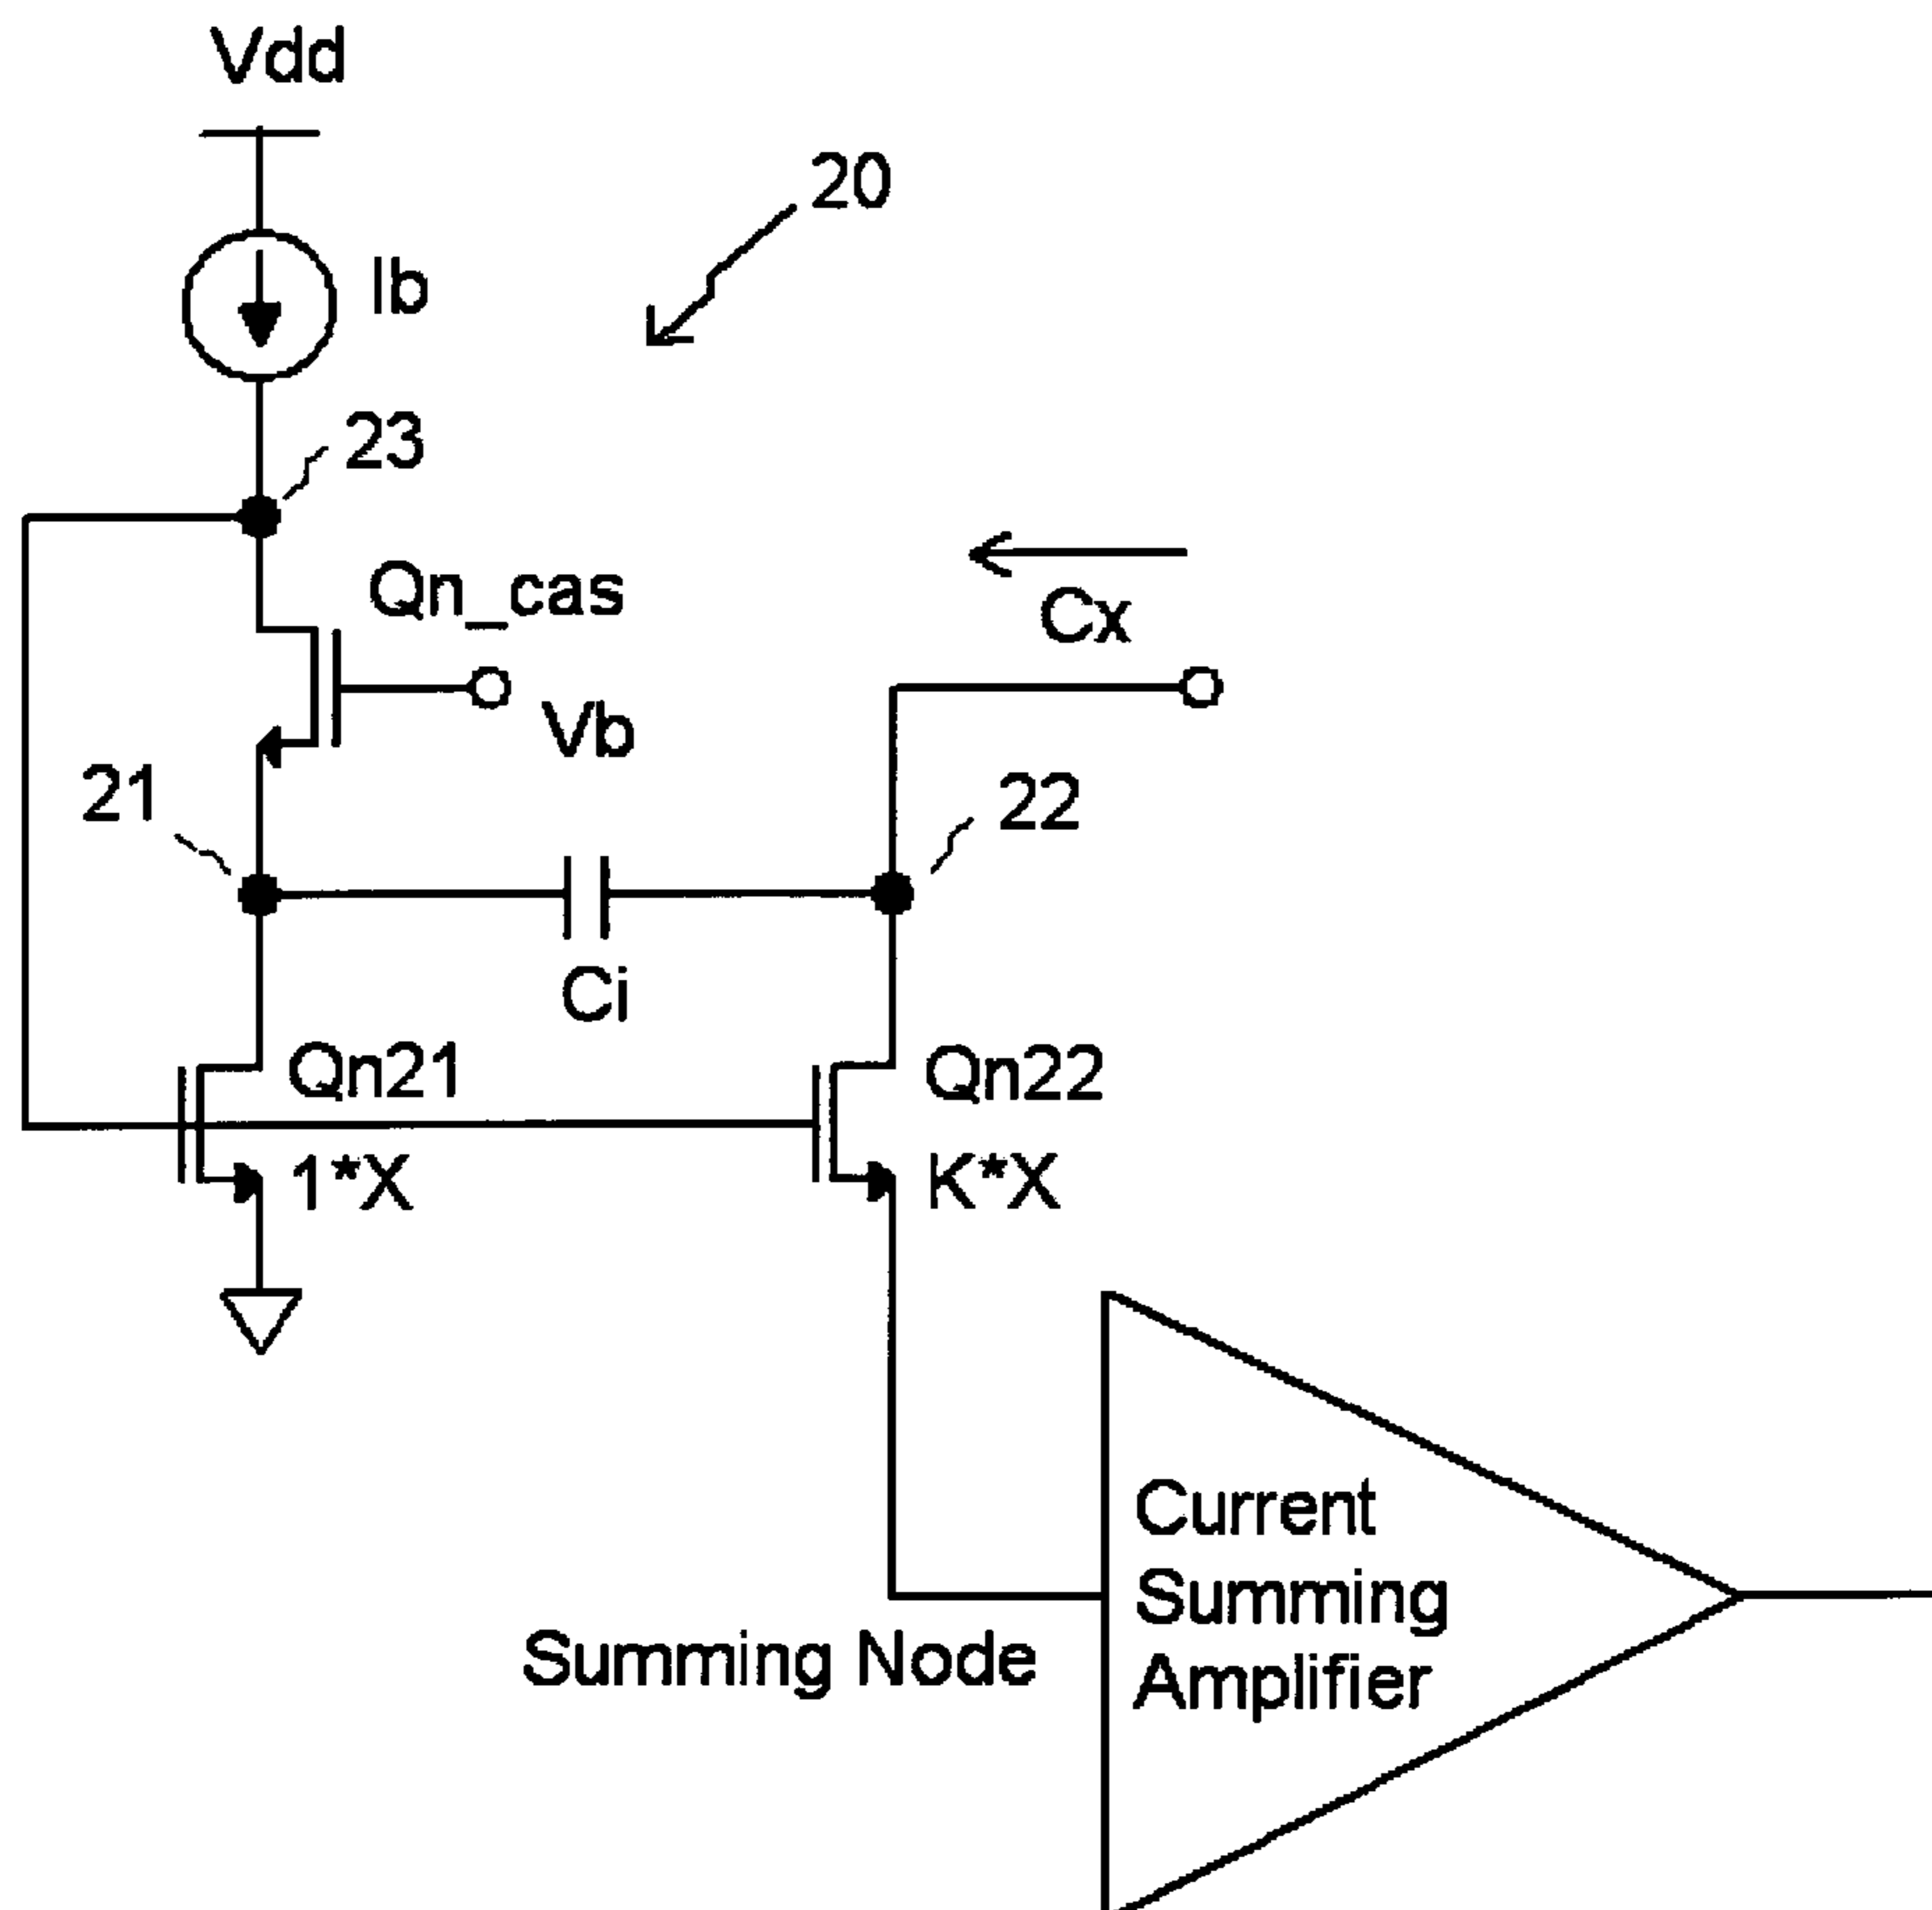 Vdd
20
Ib
23
Qn_cas
Cx
Vb
21
22
Ci
Qn21
Qn22
1*X
K*X
Current
Summing
Amplifier
Summing Node